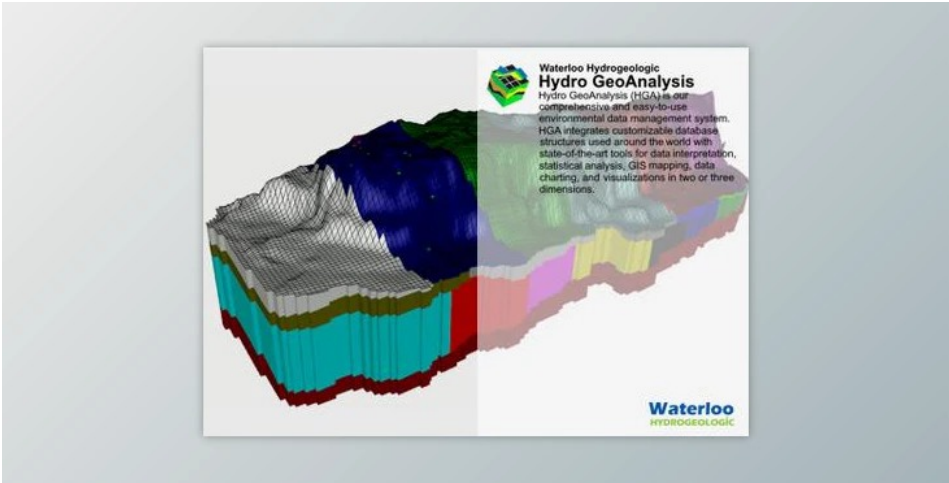 Waterloo Hydrogeologic
Hydro GeoAnalysis
Hydro GeoAnalysis (HGA) is our
comprehensive and easy-to-use
environmental data management system.
HGA integrates customizable database
structures used around the world with
state-of-the-art tools for data interpretation,
statistical analysis, GIS mapping, data
charting, and visualizations in two or three
dimensions.
Waterloo
HYDROGEOLOGIC